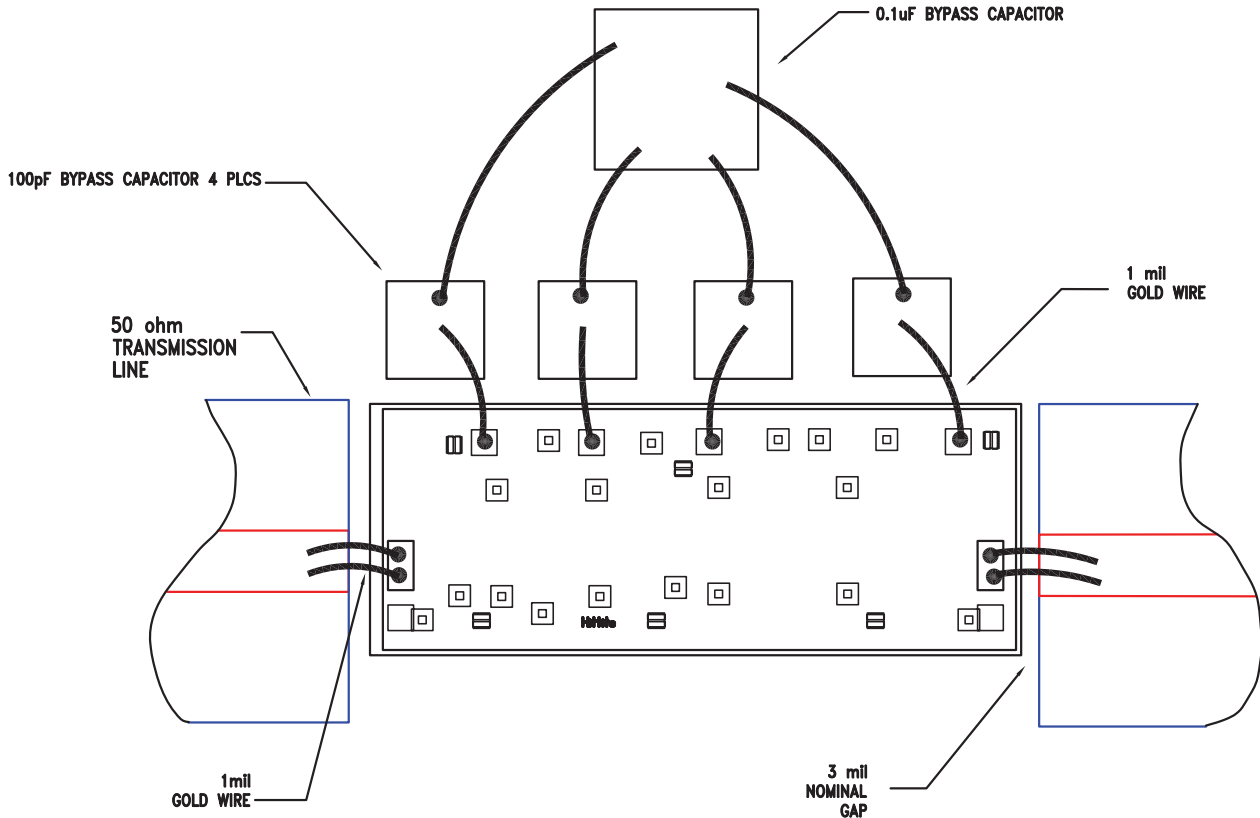 0.1uF BYPASS CAPACITOR
100pF BYPASS CAPACITOR 4 PLCS
1 mil
GOLD WIRE
50 ohm
TRANSMISSION
LINE
1mil
GOLD WIRE
3 mil
NOMINAL
GAP